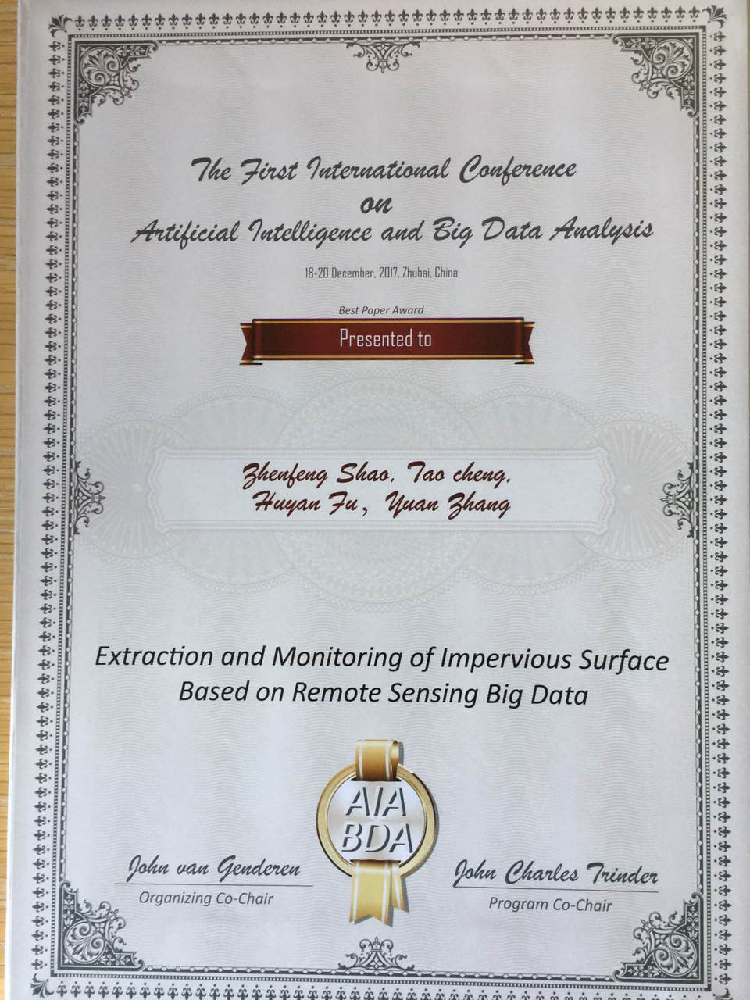 The First International Conference
on
Artificial Intelligence and Big Data Analysis
18-20 December, 2017, Zhuhai, China
Best Paper Award
Presented to
Zhenfeng Shao, Tao cheng,
Huyan Fu, Yuan Zhang
Extraction and Monitoring of Impervious Surface
Based on Remote Sensing Big Data
AIA
BDA
John van Genderen
Organizing Co-Chair
John Charles Trinder
Program Co-Chair